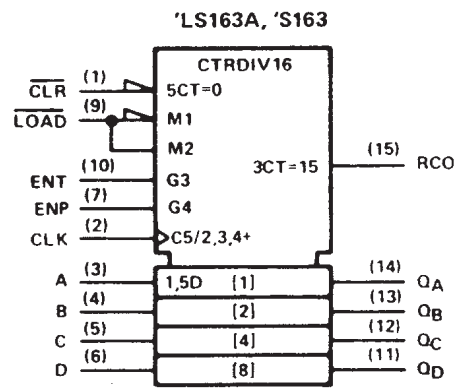 'LS163A, 'S163
CTRDIV16
CLR (1) 5CT=0
LOAD (9) M1
M2
3CT=15 (15) RCO
ENT (10) G3
ENP (7) G4
CLK (2) C5/2,3,4+
A (3) 1,5D [1] (14) QA
B (4) [2] (13) QB
C (5) [4] (12) QC
D (6) [8] (11) QD